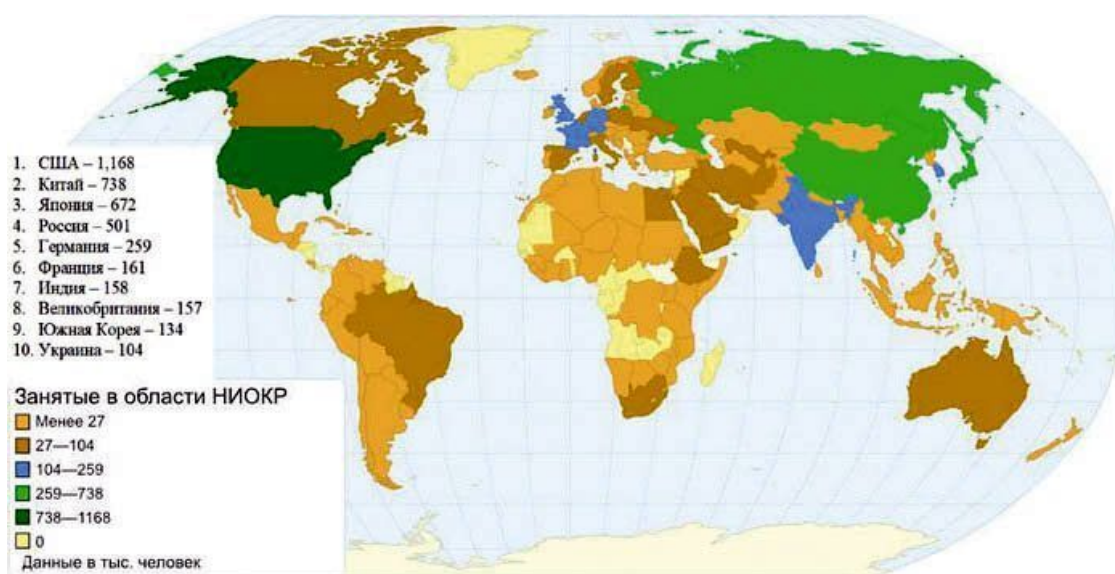 1. США – 1,168
2. Китай – 738
3. Япония – 672
4. Россия – 501
5. Германия – 259
6. Франция – 161
7. Индия – 158
8. Великобритания – 157
9. Южная Корея – 134
10. Украина – 104
Занятые в области НИОКР
Менее 27
27—104
104—259
259—738
738—1168
0
Данные в тыс. человек